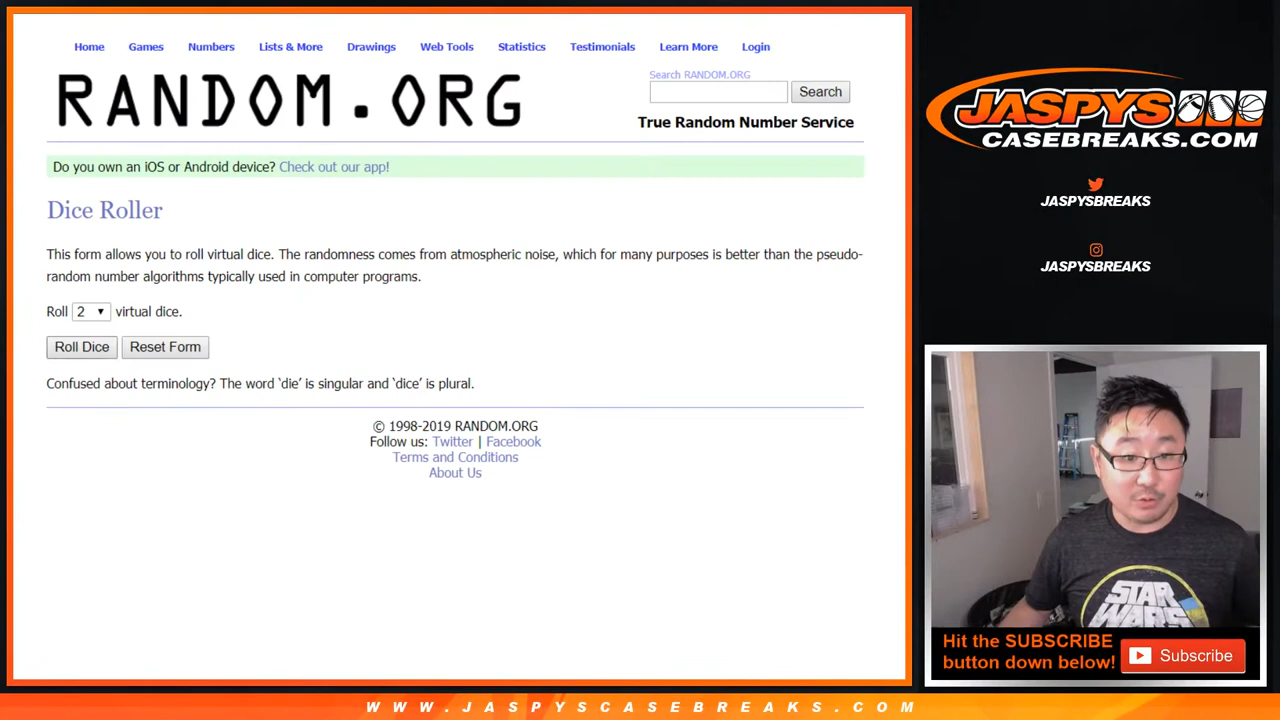 Home Games Numbers Lists & More Drawings Web Tools Statistics Testimonials Learn More Login
RANDOM.ORG
Search RANDOM.ORG
Search
True Random Number Service
Do you own an iOS or Android device? Check out our app!
Dice Roller
This form allows you to roll virtual dice. The randomness comes from atmospheric noise, which for many purposes is better than the pseudo-
random number algorithms typically used in computer programs.
Roll 2 virtual dice.
Roll Dice Reset Form
Confused about terminology? The word ‘die’ is singular and ‘dice’ is plural.
© 1998-2019 RANDOM.ORG
Follow us: Twitter | Facebook
Terms and Conditions
About Us
JASPYS
CASEBREAKS.COM
JASPYSBREAKS
JASPYSBREAKS
STAR
WARS
Hit the SUBSCRIBE
button down below!
Subscribe
WWW.JASPYSCASEBREAKS.COM